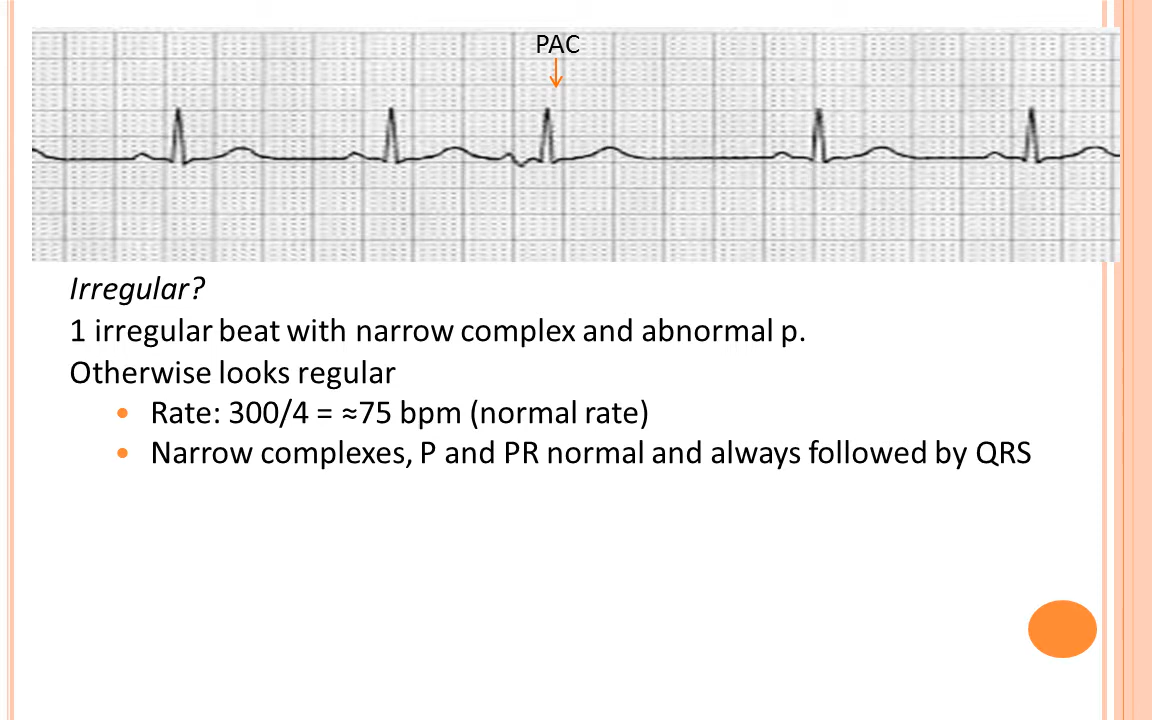 PAC
Irregular?
1 irregular beat with narrow complex and abnormal p.
Otherwise looks regular
• Rate: 300/4 = ≈75 bpm (normal rate)
• Narrow complexes, P and PR normal and always followed by QRS